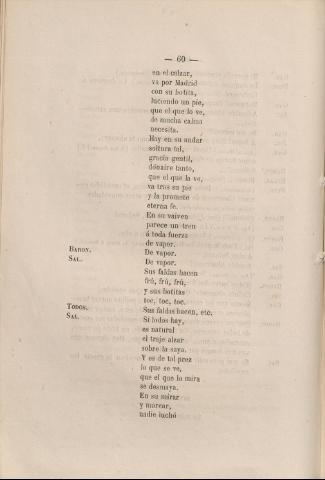 — 60 —
en el calzar,
va por Madrid
con su botita,
luciendo un pie,
que el que lo ve,
de mucha calma
necesita.
Hay en su andar
soltura tal,
gracia gentil,
donaire tanto,
que el que la ve,
va tras su pie
y la promete
eterna fe.
En su vaiven
parece un tren
á toda fuerza
de vapor.
BARON. De vapor.
SAL. De vapor.
Sus faldas hacen
frú, frú, frú,
y sus botitas
toc, toc, toc.
TODOS. Sus faldas hacen, etc.
SAL. Si lodos hay,
es natural
el traje alzar
sobre la saya.
Y es de tal prez
lo que se ve,
que el que lo mira
se desmaya.
En su mirar
y marear,
nadie luchó